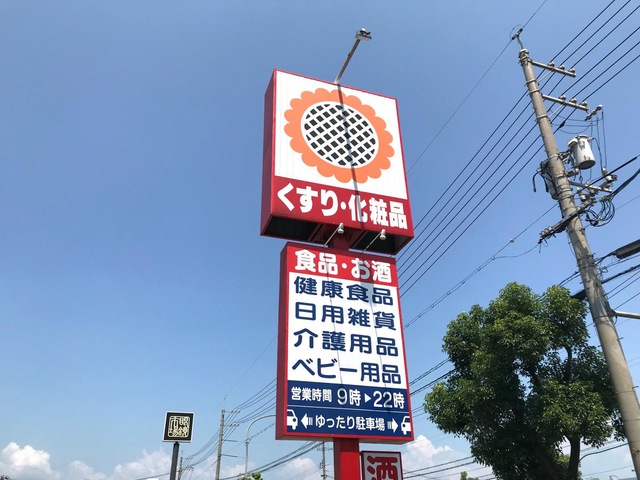 くすり・化粧品
食品・お酒
健康食品
日用雑貨
介護用品
ベビー用品
営業時間 9時▶22時
ゆったり駐車場
酒